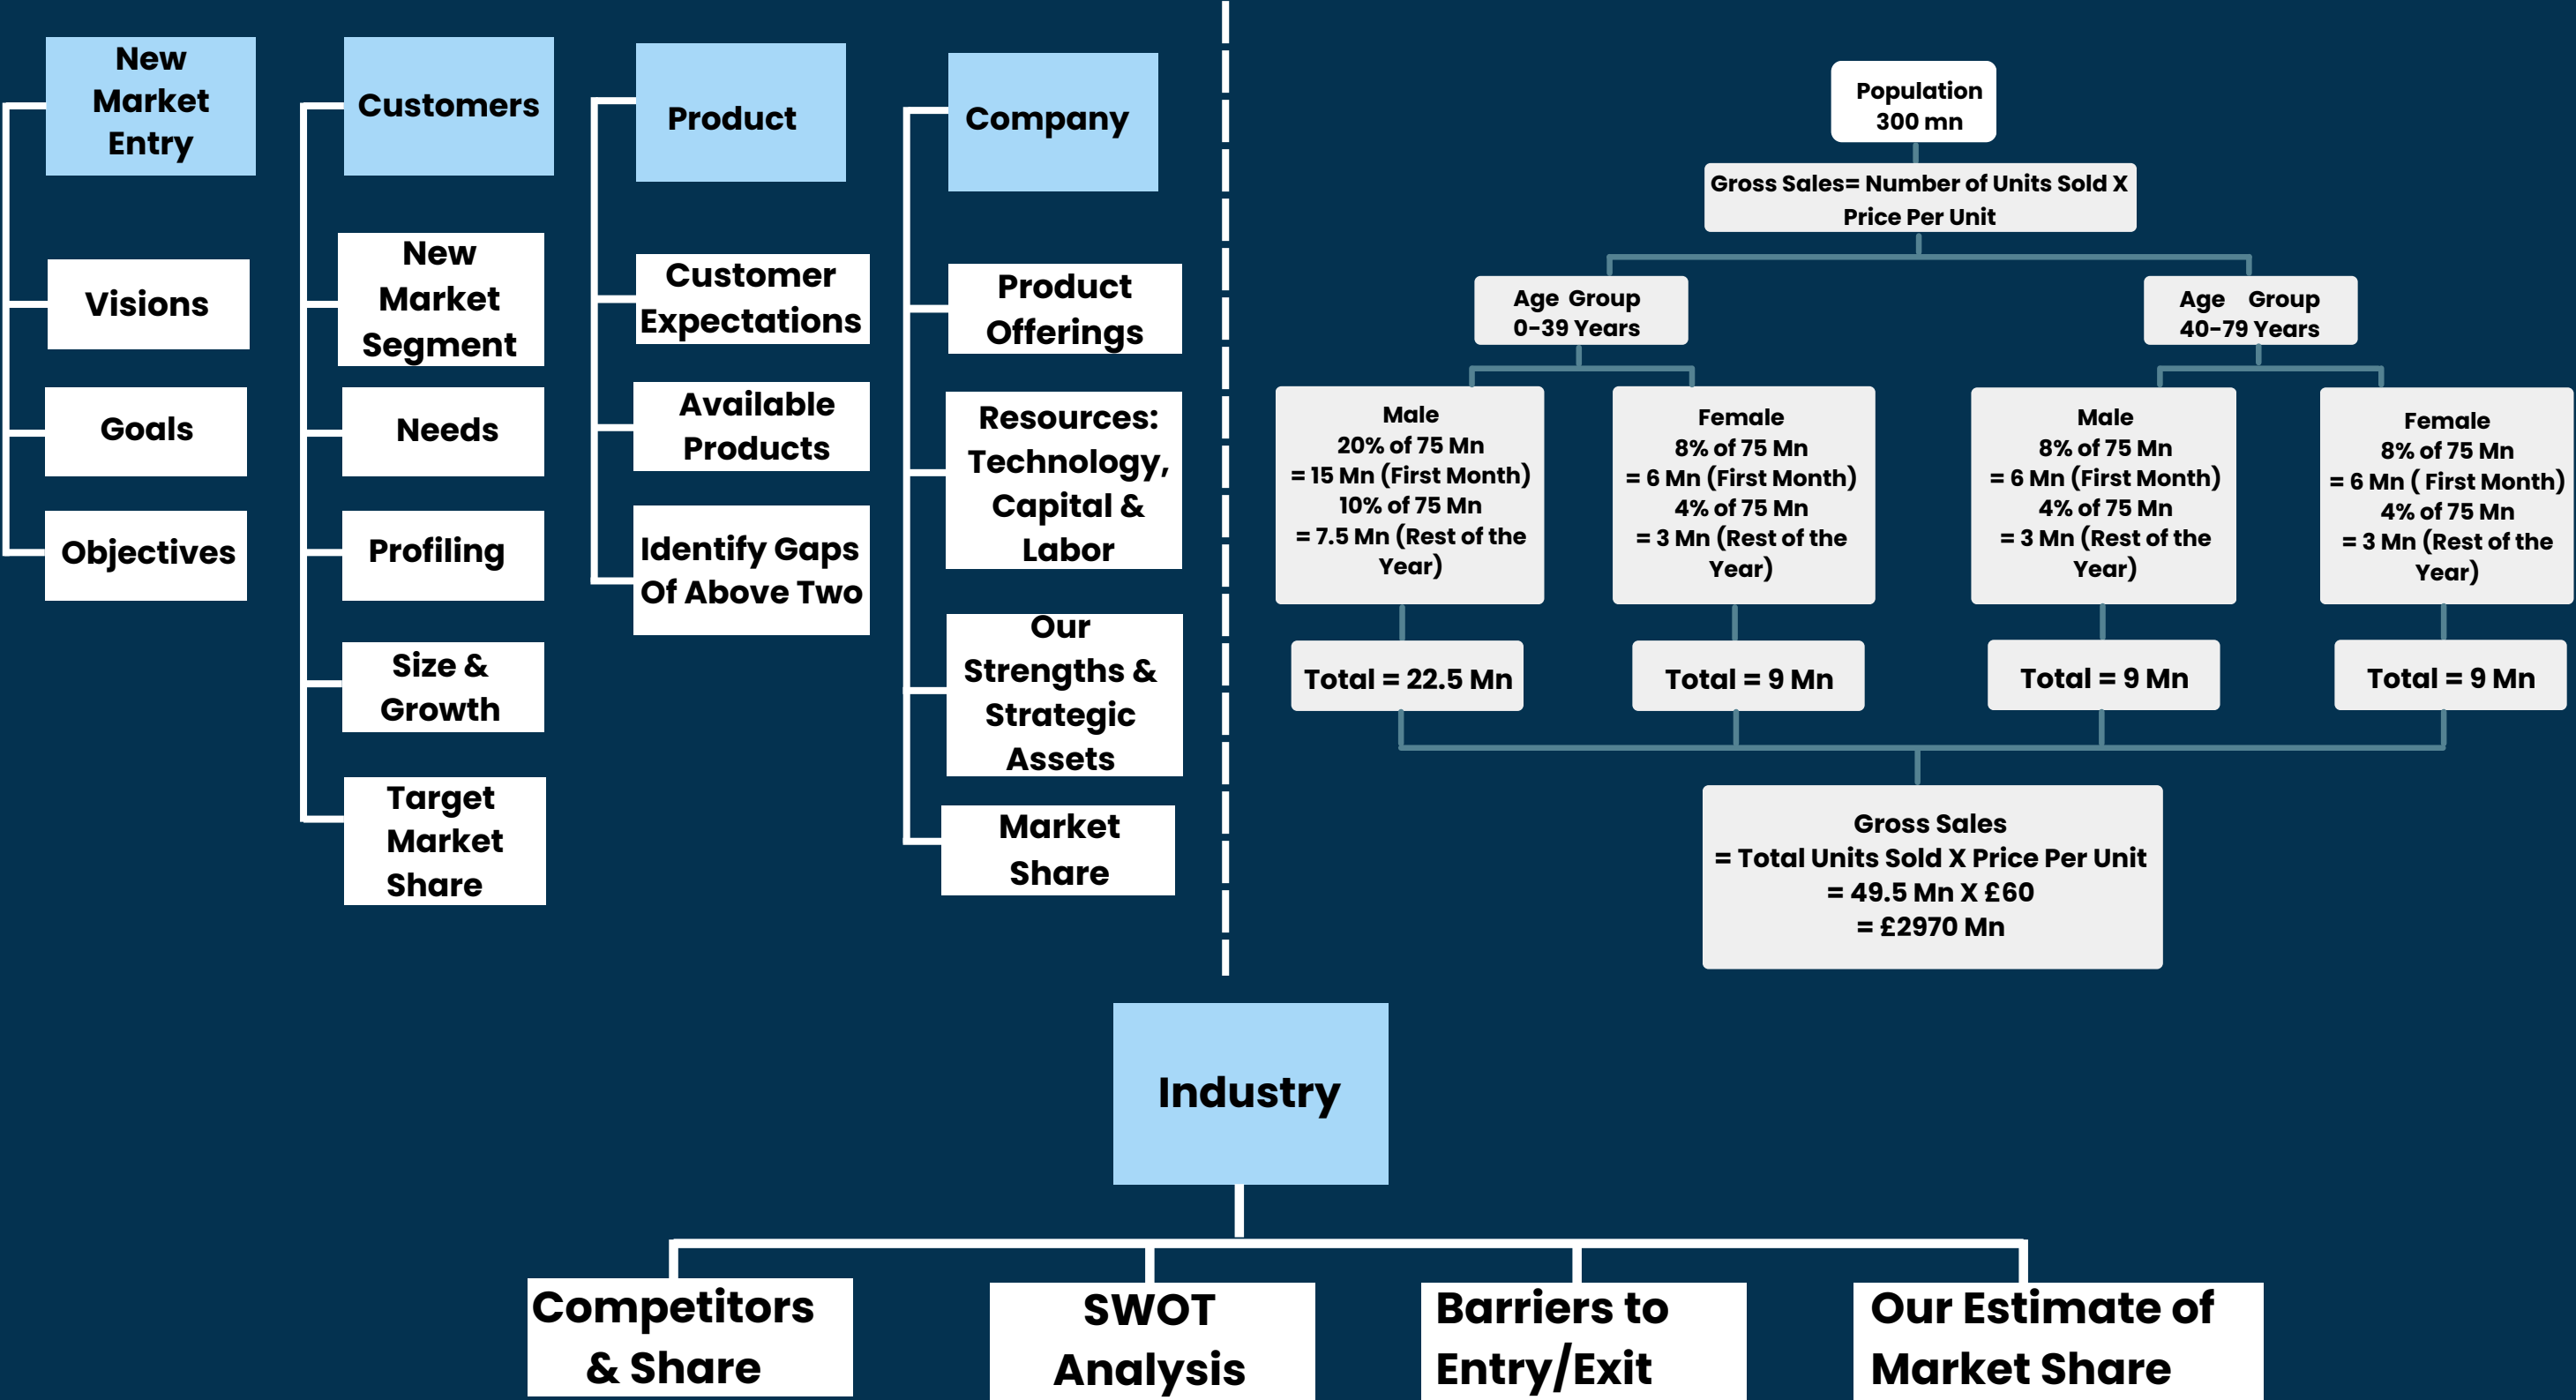 New
Market
Entry
Visions
Goals
Objectives
Customers
New
Market
Segment
Needs
Profiling
Size &
Growth
Target
Market
Share
Product
Customer
Expectations
Available
Products
Identify Gaps
Of Above Two
Company
Product
Offerings
Resources:
Technology,
Capital &
Labor
Our
Strengths &
Strategic
Assets
Market
Share
Population
300 mn
Gross Sales= Number of Units Sold X
Price Per Unit
Age Group
0-39 Years
Age Group
40-79 Years
Male
20% of 75 Mn
= 15 Mn (First Month)
10% of 75 Mn
= 7.5 Mn (Rest of the
Year)
Female
8% of 75 Mn
= 6 Mn (First Month)
4% of 75 Mn
= 3 Mn (Rest of the
Year)
Male
8% of 75 Mn
= 6 Mn (First Month)
4% of 75 Mn
= 3 Mn (Rest of the
Year)
Female
8% of 75 Mn
= 6 Mn ( First Month)
4% of 75 Mn
= 3 Mn (Rest of the
Year)
Total = 22.5 Mn
Total = 9 Mn
Total = 9 Mn
Total = 9 Mn
Gross Sales
= Total Units Sold X Price Per Unit
= 49.5 Mn X £60
= £2970 Mn
Industry
Competitors
& Share
SWOT
Analysis
Barriers to
Entry/Exit
Our Estimate of
Market Share